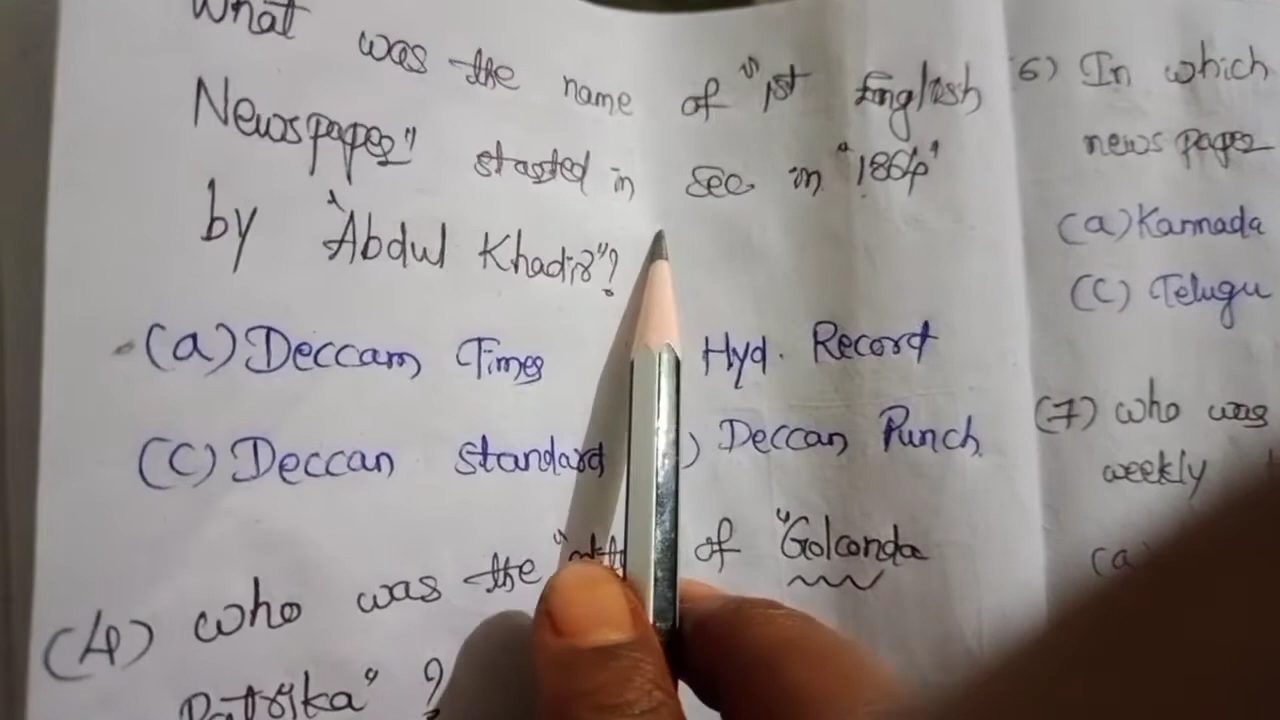 What was the name of "1st English
Newspaper" started in Sec in "1864"
by "Abdul Khadir"?
(a) Deccan Times Hyd. Record
(C) Deccan standard ) Deccan Punch
(4) who was the of "Golconda
Patrika" ?
6) In which
news paper
(a) Kannada
(C) Telugu
(7) who was
weekly
(a